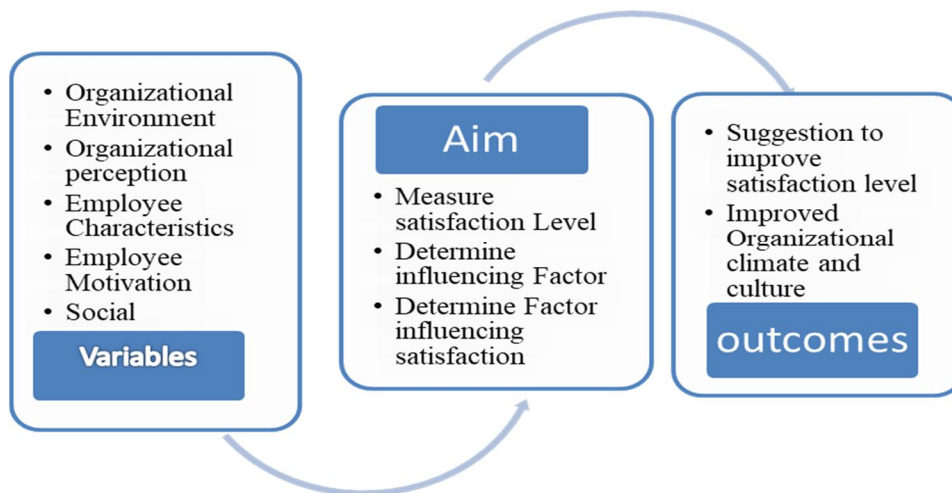 • Organizational
Environment
• Organizational
perception
• Employee
Characteristics
• Employee
Motivation
• Social
Variables
Aim
• Measure
satisfaction Level
• Determine
influencing Factor
• Determine Factor
influencing
satisfaction
• Suggestion to
improve
satisfaction level
• Improved
Organizational
climate and
culture
outcomes